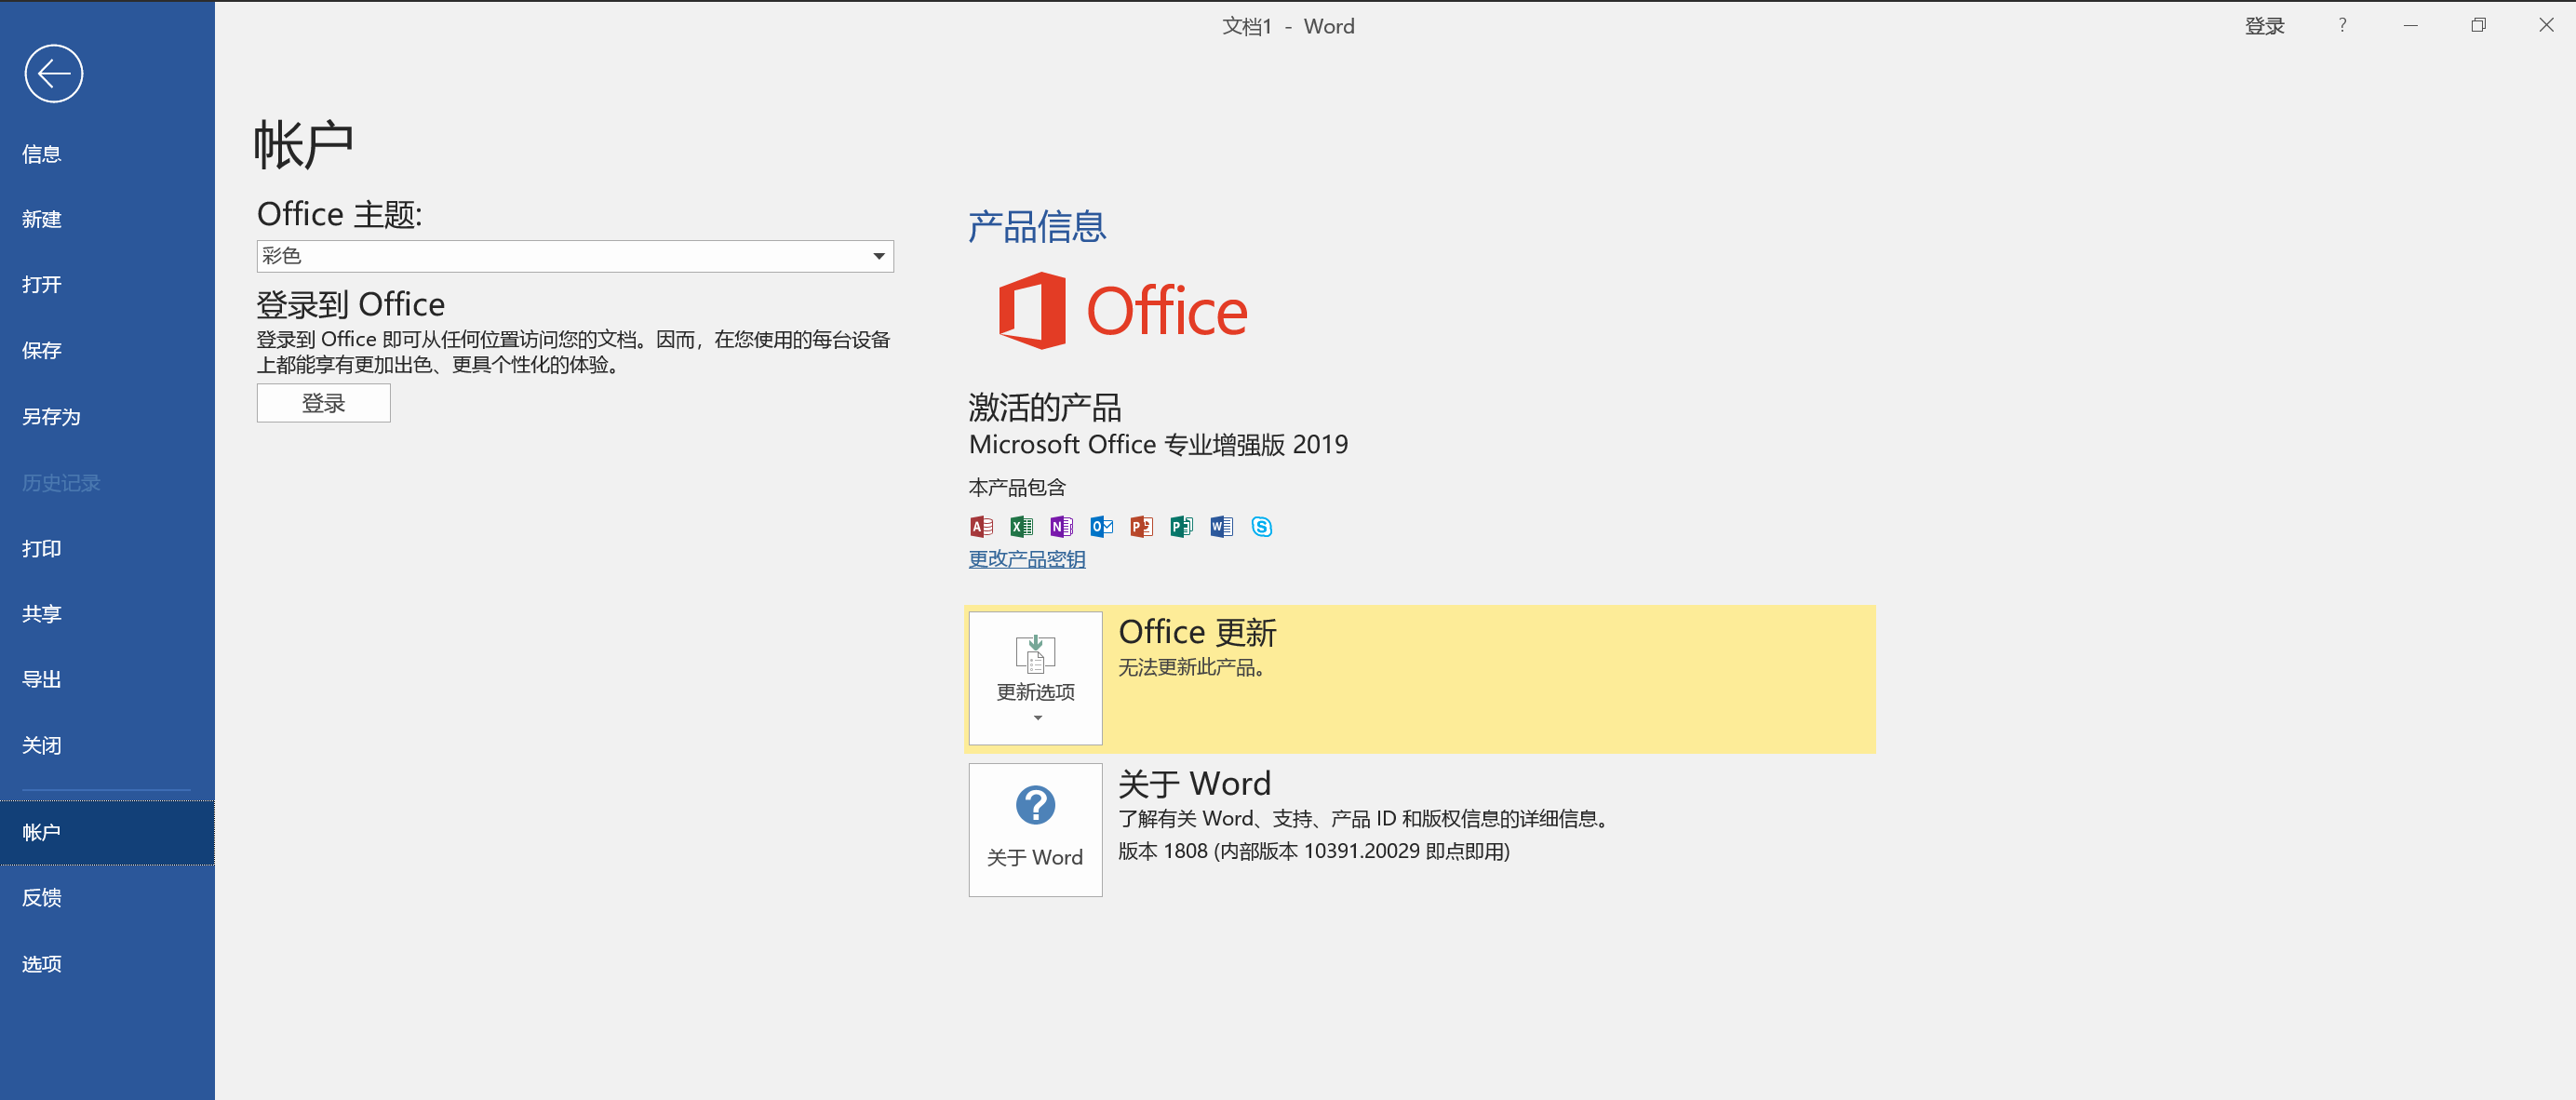 文档1 - Word
登录
?
信息
新建
打开
保存
另存为
历史记录
打印
共享
导出
关闭
帐户
反馈
选项
帐户
Office 主题:
彩色
登录到 Office
登录到 Office 即可从任何位置访问您的文档。因而，在您使用的每台设备
上都能享有更加出色、更具个性化的体验。
登录
产品信息
Office
激活的产品
Microsoft Office 专业增强版 2019
本产品包含
A X N O P P W S
更改产品密钥
更新选项
Office 更新
无法更新此产品。
?
关于 Word
关于 Word
了解有关 Word、支持、产品 ID 和版权信息的详细信息。
版本 1808 (内部版本 10391.20029 即点即用)